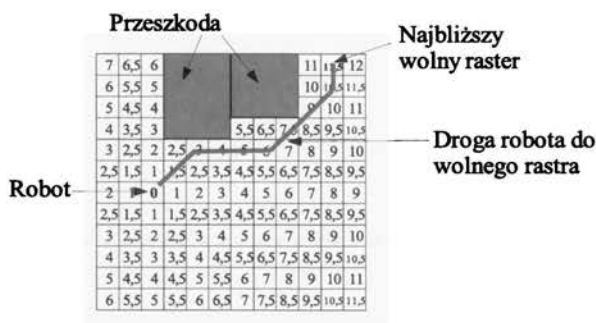 Przeszkoda
Najbliższy
wolny raster
7 6,5 6 11 11,5 12
6 5,5 5 10 10,5 11,5
5 4,5 4 10 11
4 3,5 3 5,5 6,5 7,5 8,5 9,5 10,5
Droga robota do
wolnego rastra
3 2,5 2 2,5 3 4 5 6 7 8 9 10
2,5 1,5 1 1,5 2,5 3,5 4,5 5,5 6,5 7,5 8,5 9,5
Robot
2 1 0 1 2 3 4 5 6 7 8 9
2,5 1,5 1 1,5 2,5 3,5 4,5 5,5 6,5 7,5 8,5 9,5
3 2,5 2 2,5 3 4 5 6 7 8 9 10
4 3,5 3 3,5 4 4,5 5,5 6,5 7,5 8,5 9,5 10,5
5 4,5 4 4,5 5 5,5 6 7 8 9 10 11
6 5,5 5 5,5 6 6,5 7 7,5 8,5 9,5 10,5 11,5